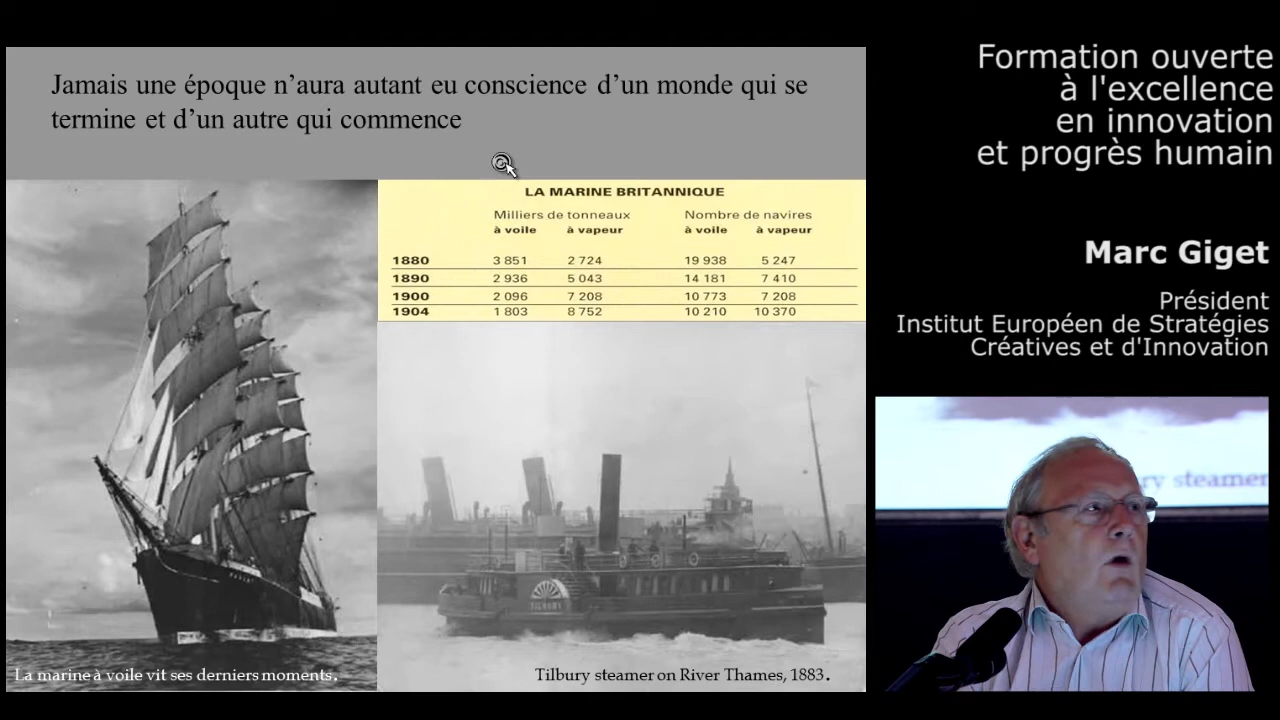 Jamais une époque n’aura autant eu conscience d’un monde qui se
termine et d’un autre qui commence
LA MARINE BRITANNIQUE
Milliers de tonneaux Nombre de navires
à voile à vapeur à voile à vapeur
1880 3 851 2 724 19 938 5 247
1890 2 936 5 043 14 181 7 410
1900 2 096 7 208 10 773 7 208
1904 1 803 8 752 10 210 10 370
La marine à voile vit ses derniers moments.
TILBURY
Tilbury steamer on River Thames, 1883.
Formation ouverte
à l'excellence
en innovation
et progrès humain
Marc Giget
Président
Institut Européen de Stratégies
Créatives et d'Innovation
ry steamer